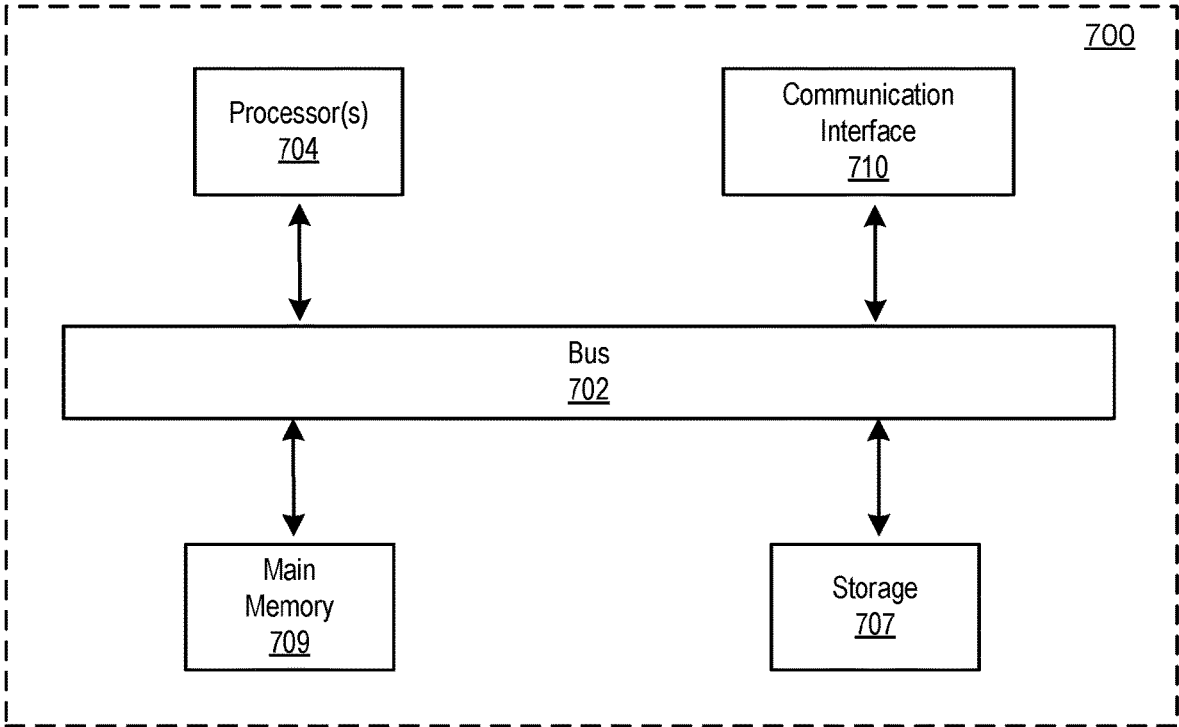 700
Processor(s)
704
Communication
Interface
710
Bus
702
Main
Memory
709
Storage
707